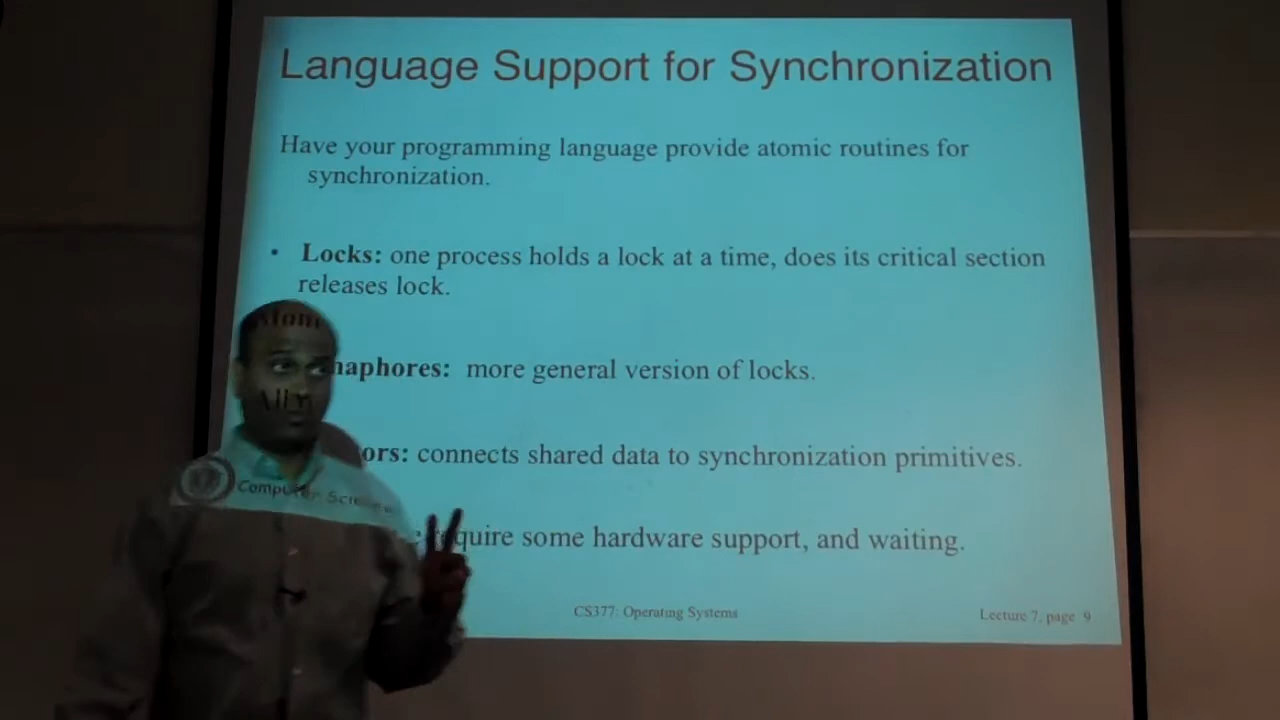 Language Support for Synchronization
Have your programming language provide atomic routines for
synchronization.
• Locks: one process holds a lock at a time, does its critical section
releases lock.
maphores: more general version of locks.
ors: connects shared data to synchronization primitives.
require some hardware support, and waiting.
Computer Science
CS377: Operating Systems
Lecture 7, page 9